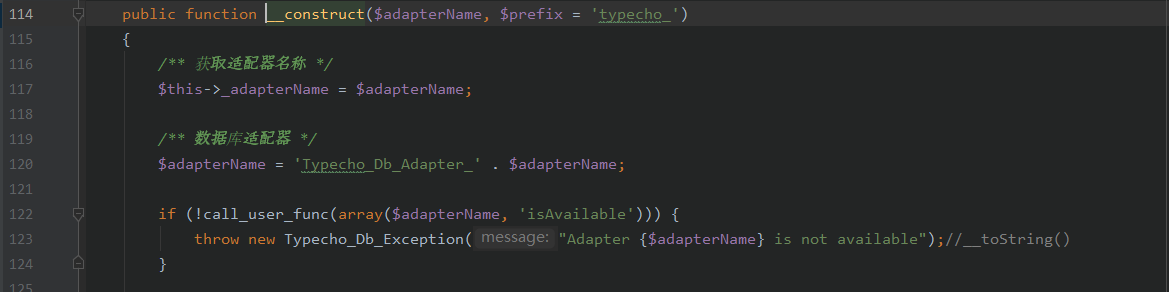 114 public function __construct($adapterName, $prefix = 'typecho_')
115 {
116 /** 获取适配器名称 */
117 $this->_adapterName = $adapterName;
118
119 /** 数据库适配器 */
120 $adapterName = 'Typecho_Db_Adapter_' . $adapterName;
121
122 if (!call_user_func(array($adapterName, 'isAvailable'))) {
123 throw new Typecho_Db_Exception( message: "Adapter {$adapterName} is not available");//__toString()
124 }
125